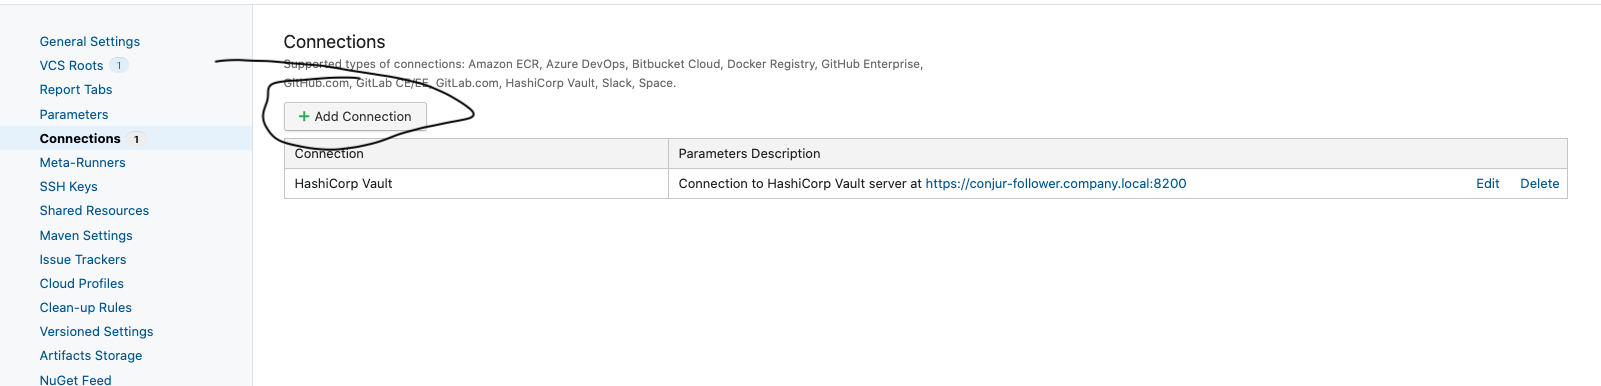 General Settings
VCS Roots 1
Report Tabs
Parameters
Connections 1
Meta-Runners
SSH Keys
Shared Resources
Maven Settings
Issue Trackers
Cloud Profiles
Clean-up Rules
Versioned Settings
Artifacts Storage
NuGet Feed
Connections
Supported types of connections: Amazon ECR, Azure DevOps, Bitbucket Cloud, Docker Registry, GitHub Enterprise,
GitHub.com, GitLab CE/EE, GitLab.com, HashiCorp Vault, Slack, Space.
+ Add Connection
Connection Parameters Description
HashiCorp Vault Connection to HashiCorp Vault server at https://conjur-follower.company.local:8200 Edit Delete